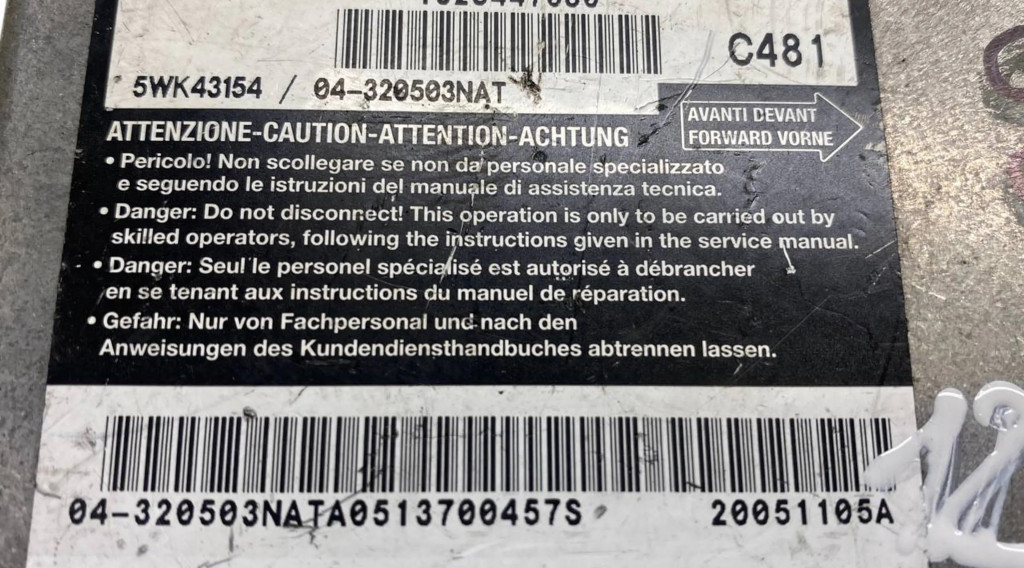 C481
5WK43154 / 04-320503NAT
AVANTI DEVANT
FORWARD VORNE
ATTENZIONE-CAUTION-ATTENTION-ACHTUNG
• Pericolo! Non scollegare se non da personale specializzato
e seguendo le istruzioni del manuale di assistenza tecnica.
• Danger: Do not disconnect! This operation is only to be carried out by
skilled operators, following the instructions given in the service manual.
• Danger: Seul le personel spécialisé est autorisé à débrancher
en se tenant aux instructions du manuel de réparation.
• Gefahr: Nur von Fachpersonal und nach den
Anweisungen des Kundendiensthandbuches abtrennen lassen.
04-320503NATA0513700457S 20051105A
12